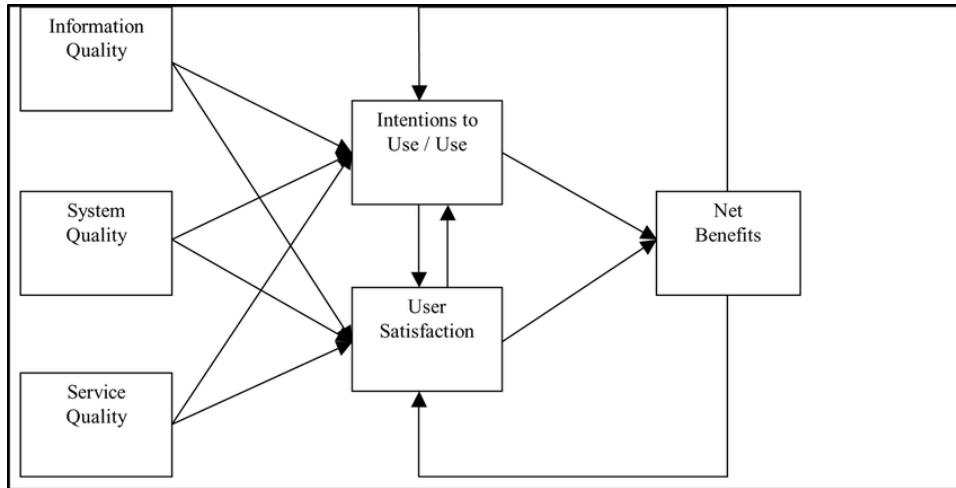 Information
Quality
Intentions to
Use / Use
System
Quality
Net
Benefits
User
Satisfaction
Service
Quality